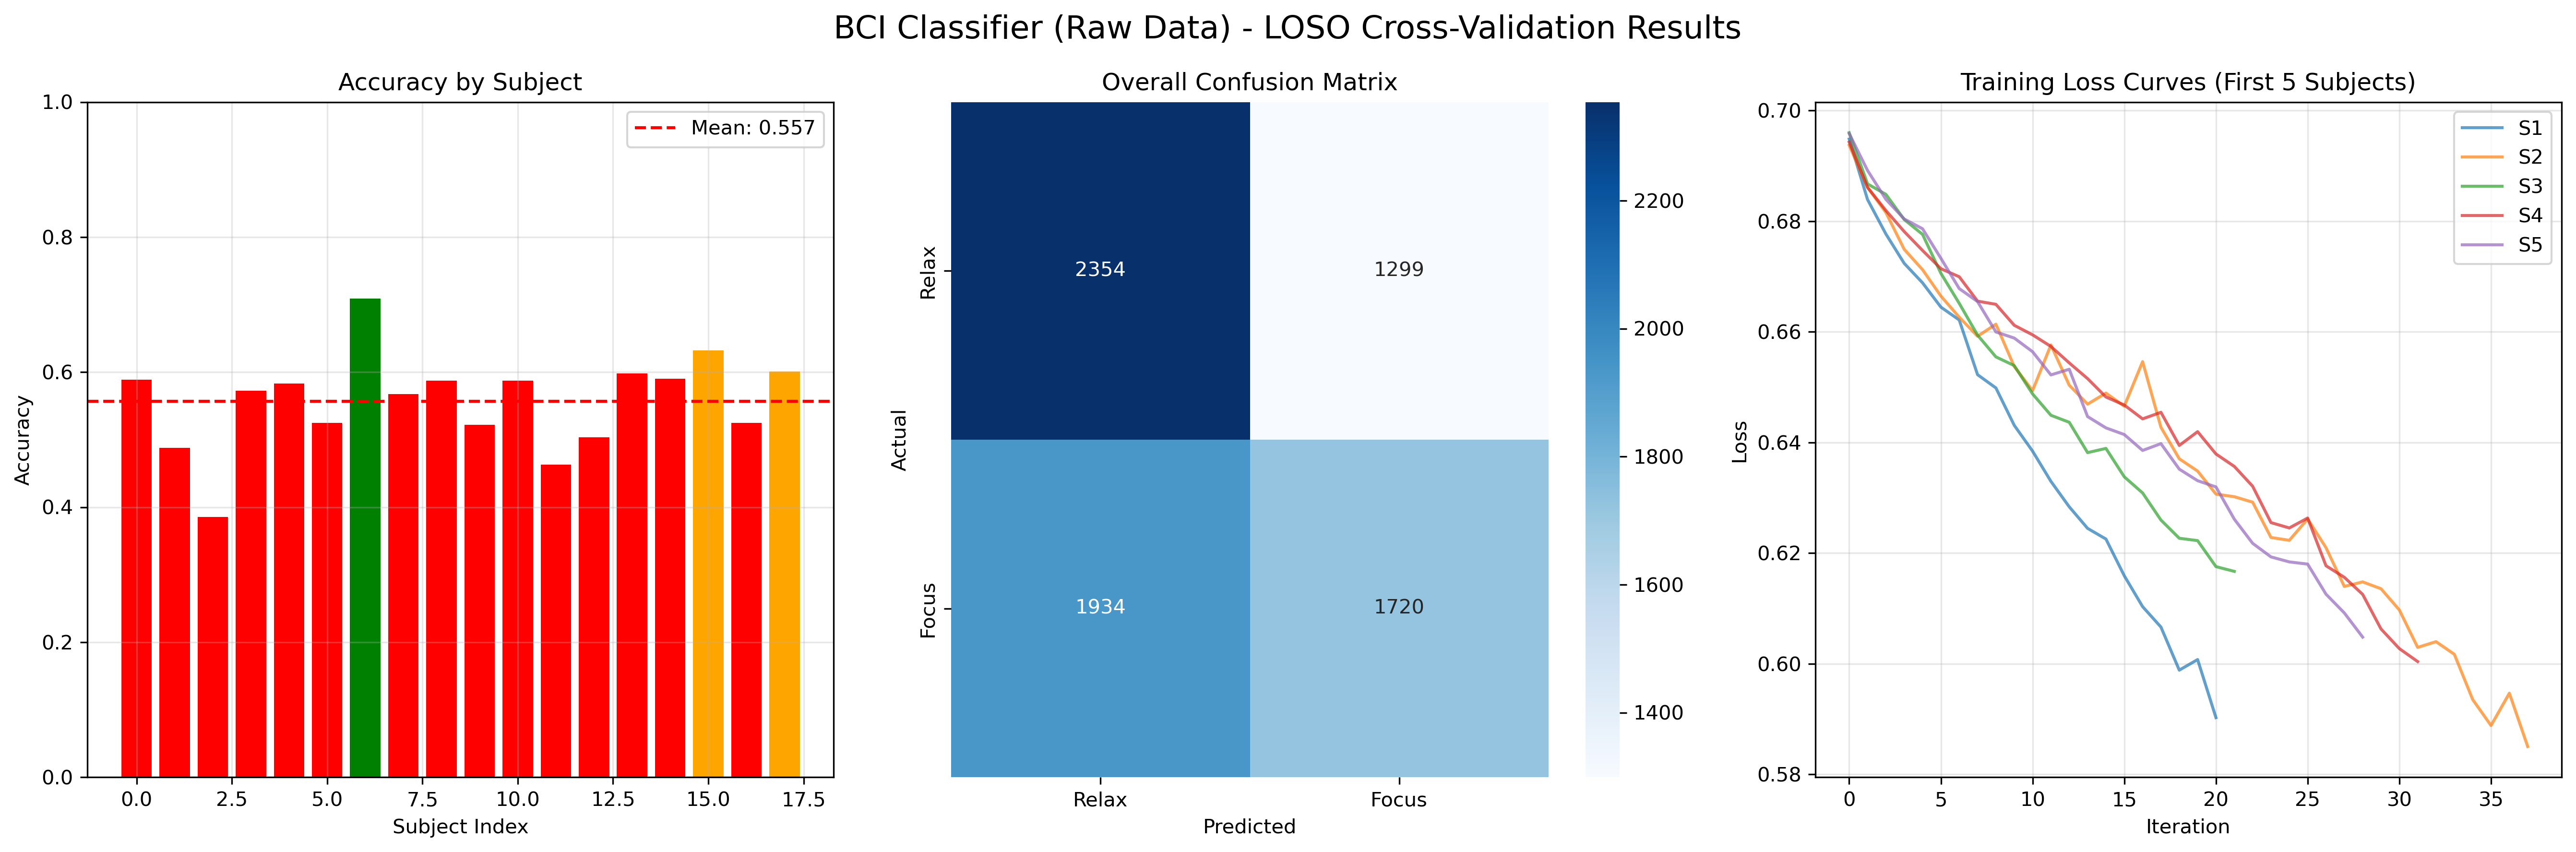 BCI Classifier (Raw Data) - LOSO Cross-Validation Results
Accuracy by Subject
Mean: 0.557
1.0
0.8
0.6
0.4
0.2
0.0
Accuracy
0.0 2.5 5.0 7.5 10.0 12.5 15.0 17.5
Subject Index
Overall Confusion Matrix
Actual
Relax
Focus
2354 1299
1934 1720
Relax Focus
Predicted
2200
2000
1800
1600
1400
Training Loss Curves (First 5 Subjects)
S1
S2
S3
S4
S5
0.70
0.68
0.66
0.64
0.62
0.60
0.58
Loss
0 5 10 15 20 25 30 35
Iteration